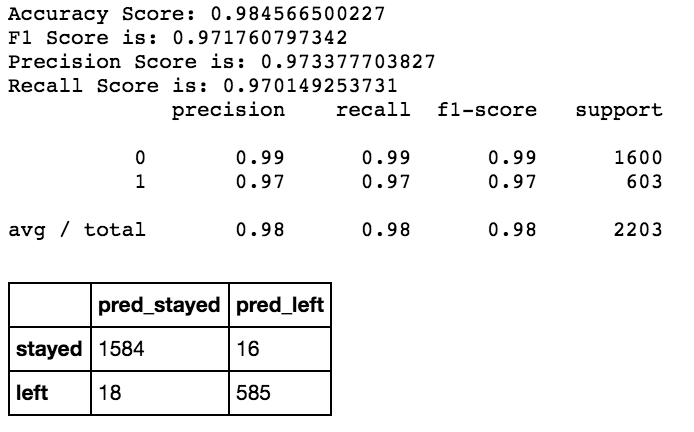 Accuracy Score: 0.984566500227
F1 Score is: 0.971760797342
Precision Score is: 0.973377703827
Recall Score is: 0.970149253731
precision recall f1-score support
0 0.99 0.99 0.99 1600
1 0.97 0.97 0.97 603
avg / total 0.98 0.98 0.98 2203
pred_stayed pred_left
stayed 1584 16
left 18 585